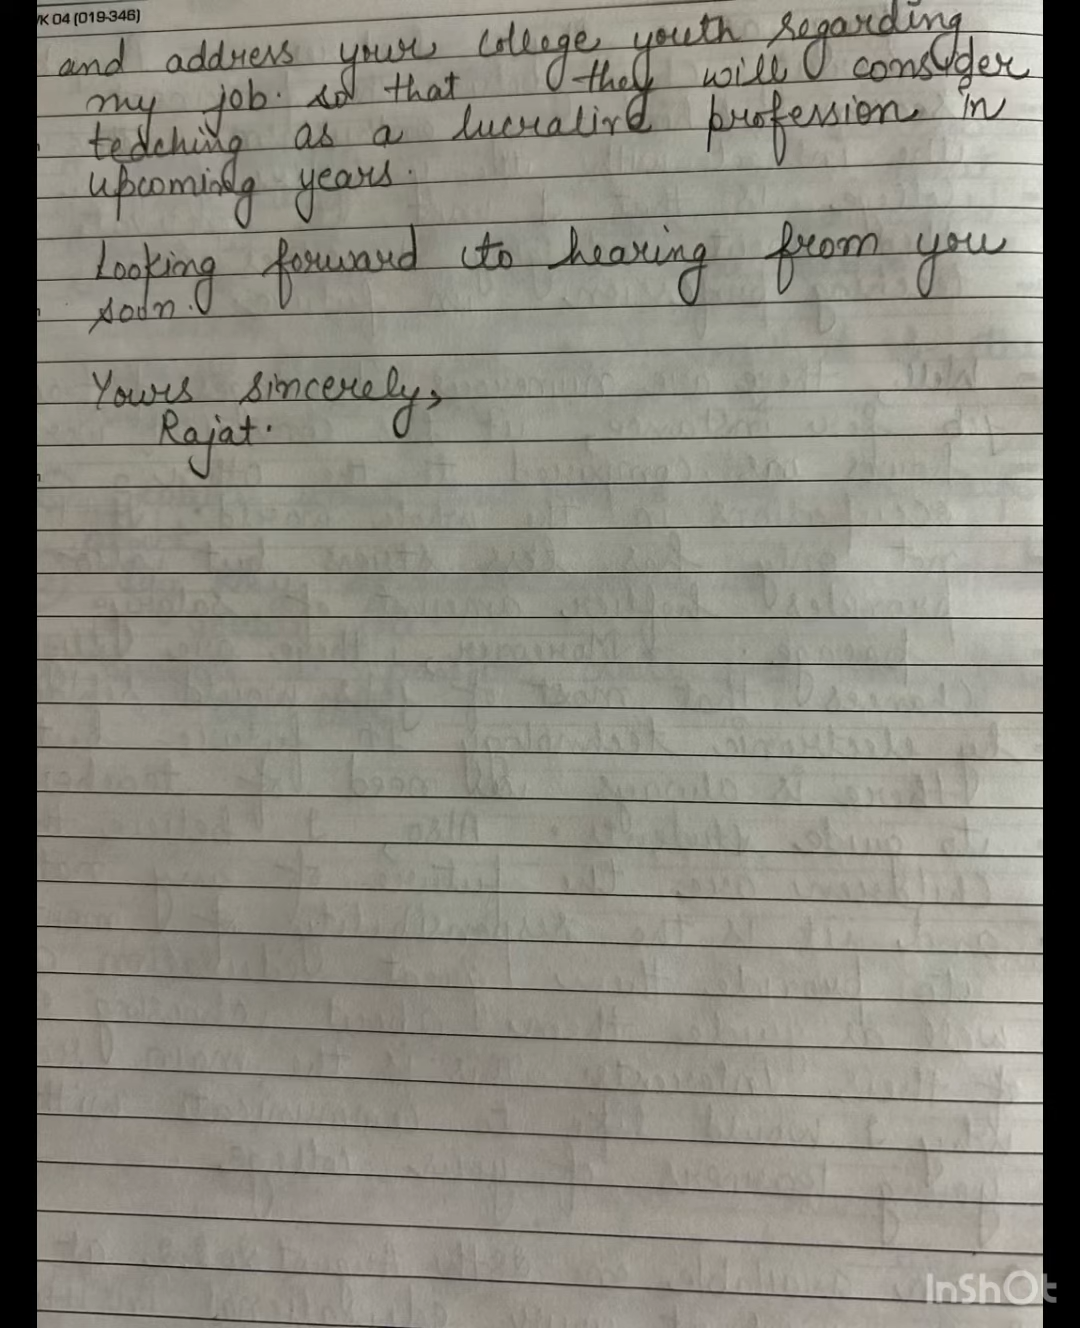 K 04 (019-346)
and address your college youth regarding
my job. so that they will consider
teaching as a lucrative profession in
upcoming years.
Looking forward to hearing from you
soon.
Yours sincerely,
Rajat.
InShOt